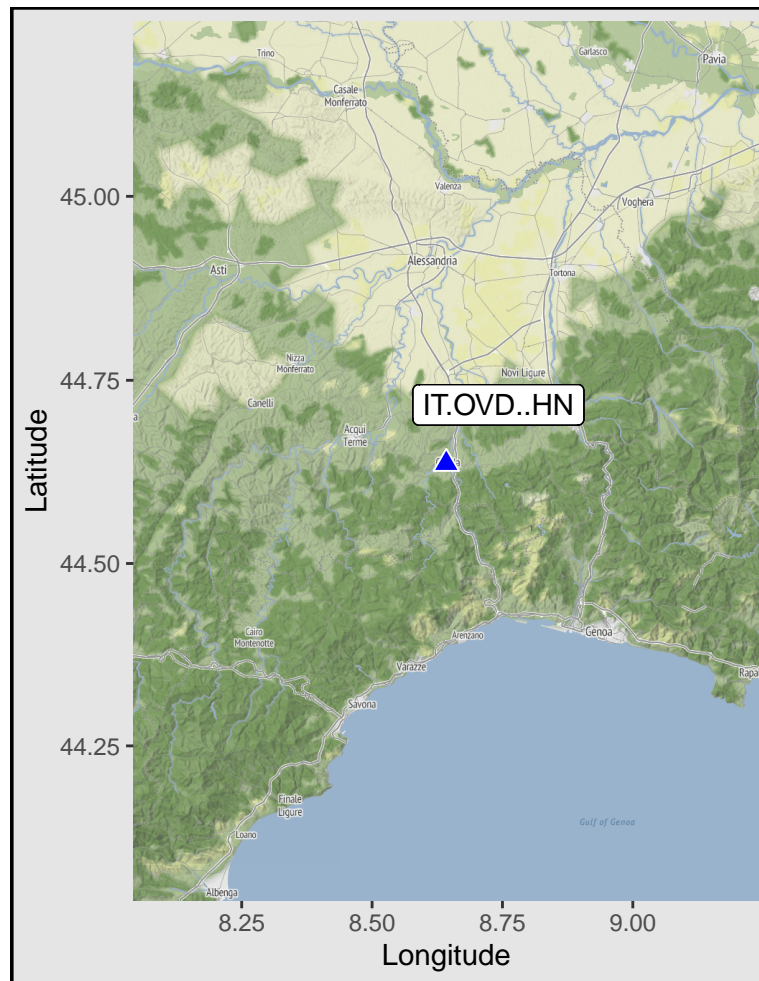 Trino
Garlasco
Pavia
Casale
Monferrato
Valenza
45.00
Voghera
Asti
Alessandria
Tortona
Nizza
Monferrato
Novi Ligure
44.75
Canelli
IT.OVD..HN
Acqui
Terme
Latitude
44.50
Cairo
Montenotte
Arenzano
Genoa
Varazze
Rapa
Savona
44.25
Finale
Ligure
Gulf of Genoa
Loano
Albenga
8.25
8.50
8.75
9.00
Longitude